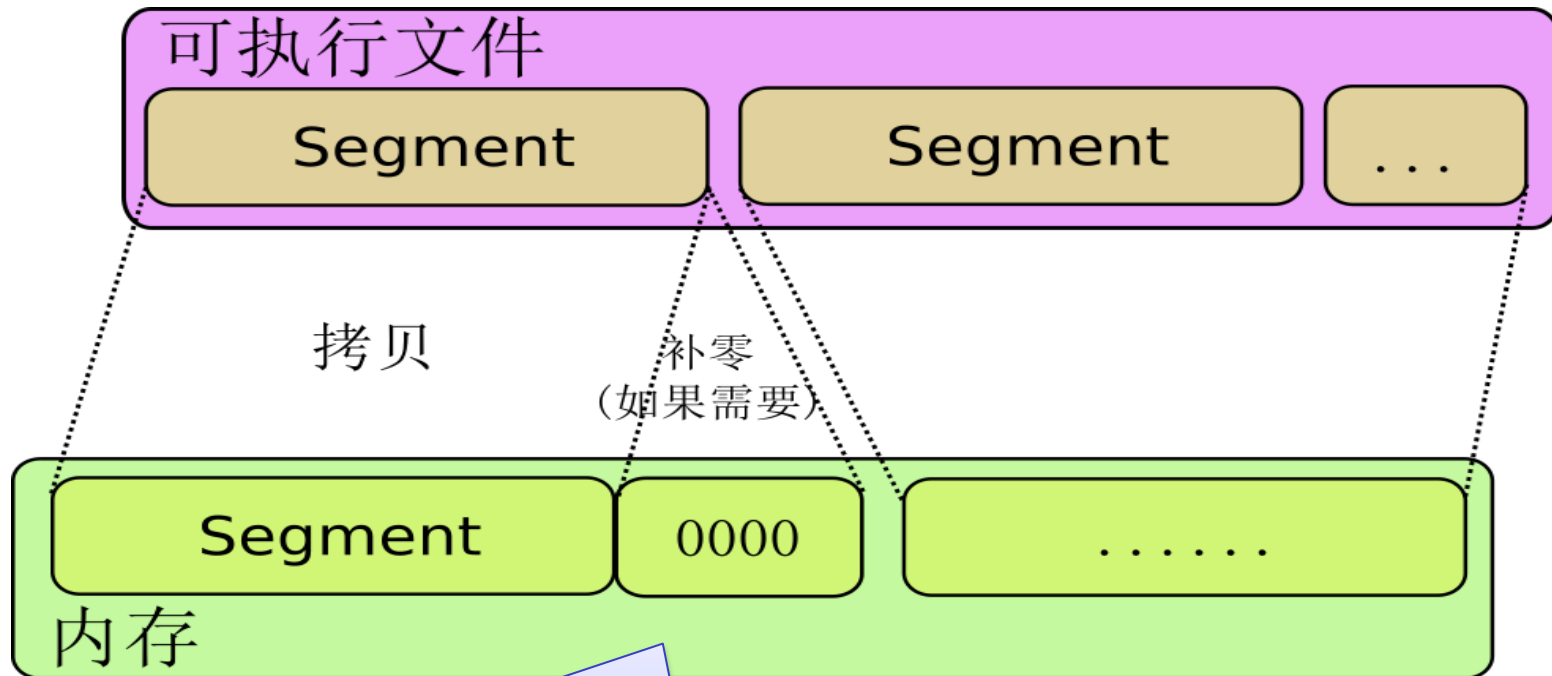 可执行文件
Segment
Segment
...
拷贝
补零
(如果需要)
Segment
0000
......
内存